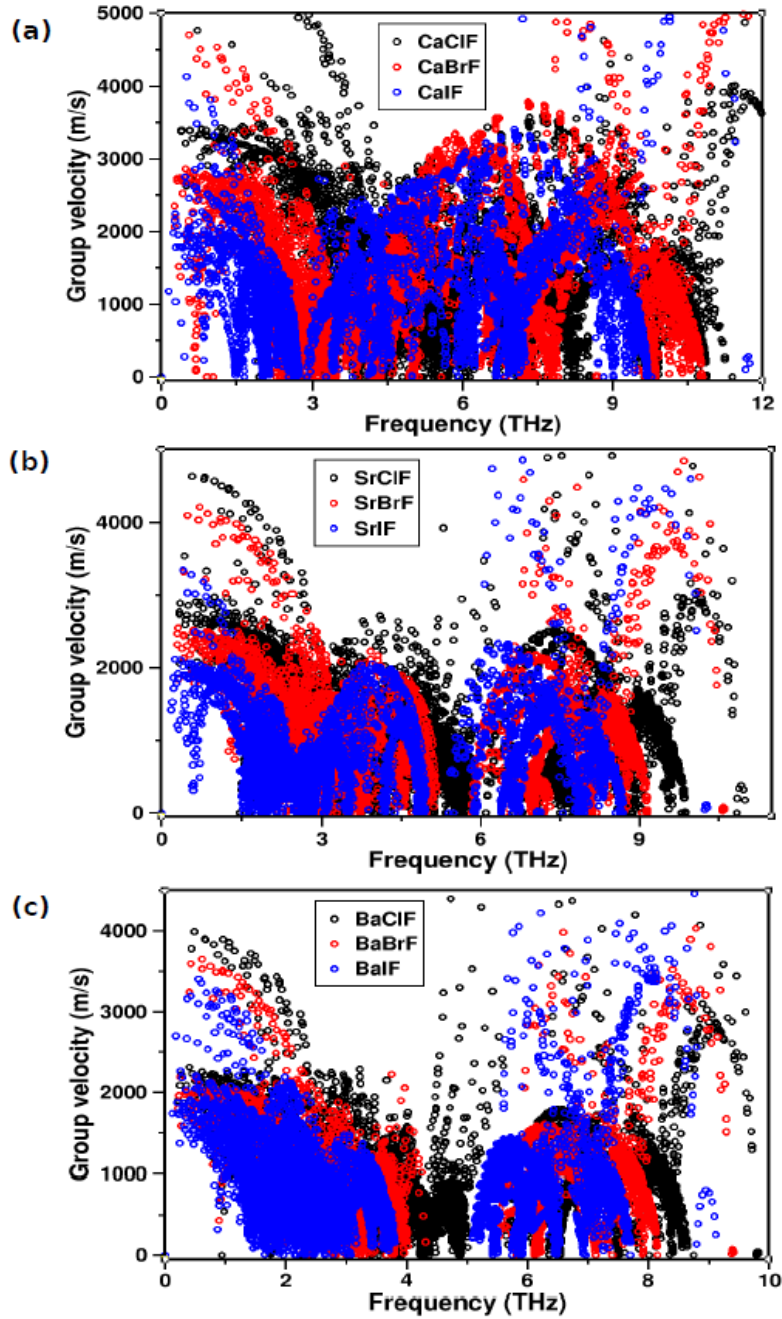 (a)
5000
4000
3000
2000
1000
0
Group velocity (m/s)
CaClF
CaBrF
CaIF
0 3 6 9 12
Frequency (THz)
(b)
4000
2000
0
Group velocity (m/s)
SrClF
SrBrF
SrIF
0 3 6 9
Frequency (THz)
(c)
4000
3000
2000
1000
0
Group velocity (m/s)
BaClF
BaBrF
BaIF
0 2 4 6 8 10
Frequency (THz)